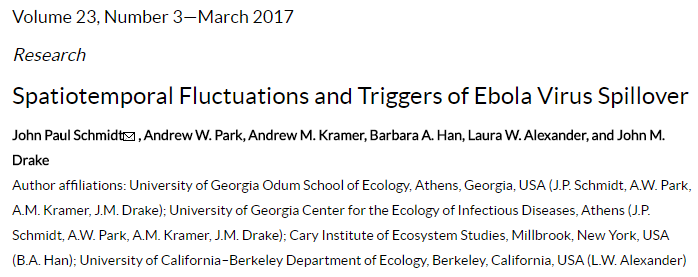 Volume 23, Number 3—March 2017
Research
Spatiotemporal Fluctuations and Triggers of Ebola Virus Spillover
John Paul Schmidt, Andrew W. Park, Andrew M. Kramer, Barbara A. Han, Laura W. Alexander, and John M.
Drake
Author affiliations: University of Georgia Odum School of Ecology, Athens, Georgia, USA (J.P. Schmidt, A.W. Park,
A.M. Kramer, J.M. Drake); University of Georgia Center for the Ecology of Infectious Diseases, Athens (J.P.
Schmidt, A.W. Park, A.M. Kramer, J.M. Drake); Cary Institute of Ecosystem Studies, Millbrook, New York, USA
(B.A. Han); University of California–Berkeley Department of Ecology, Berkeley, California, USA (L.W. Alexander)